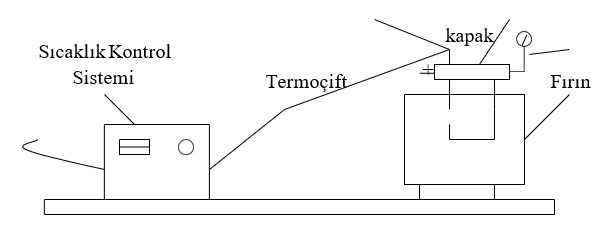 kapak
Sıcaklık Kontrol
Sistemi
Termoçift
Fırın